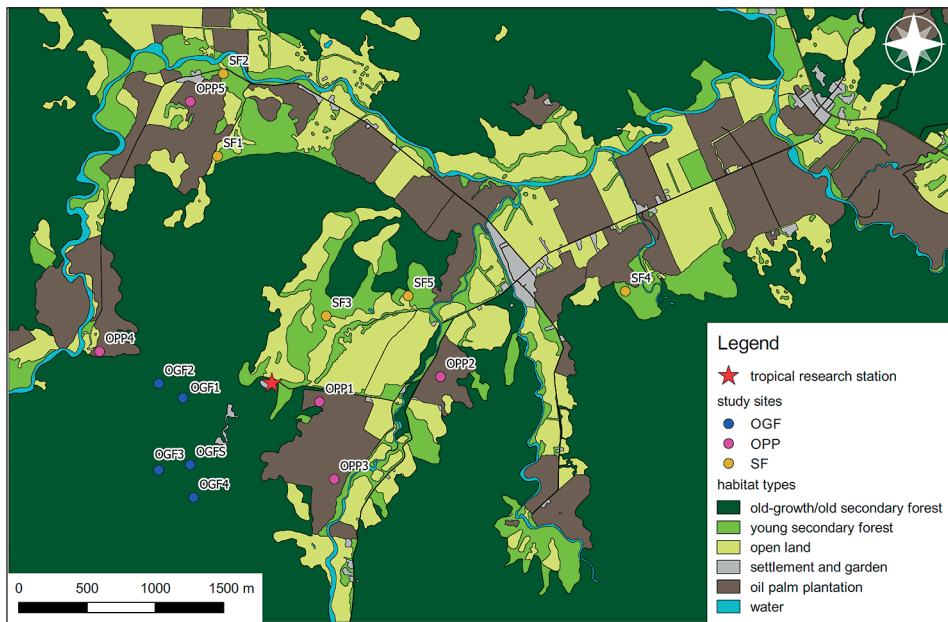 SF2
OPP5
SF1
SF4
SF5
SF3
OPP4
OPP2
OGF2
OGF1
OPP1
OGF3
OGFS
OPP3
OGF4
0 500 1000 1500 m
Legend
tropical research station
study sites
OGF
OPP
SF
habitat types
old-growth/old secondary forest
young secondary forest
open land
settlement and garden
oil palm plantation
water